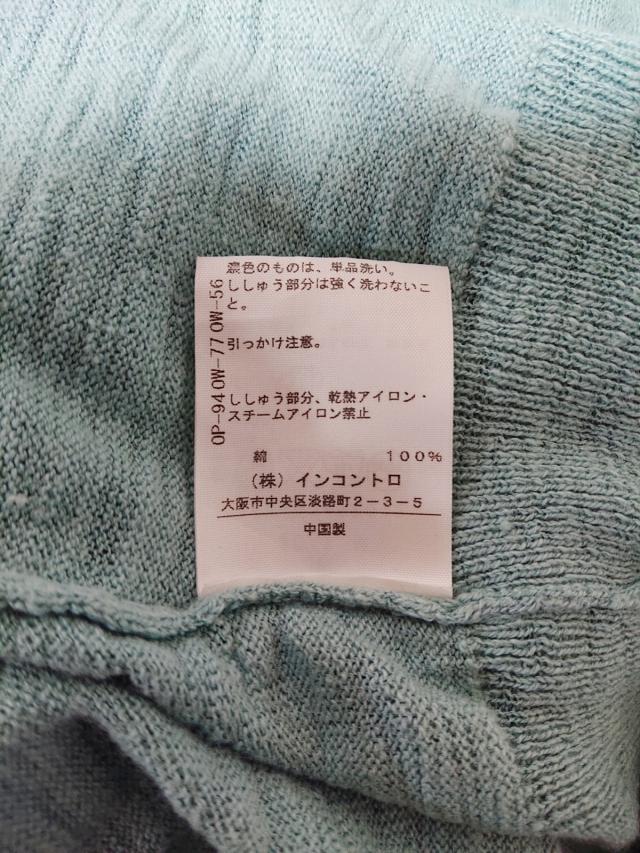 濃色のものは、単品洗い。
ししゅう部分は強く洗わないこ
と。
引っかけ注意。
ししゅう部分、乾熱アイロン・
スチームアイロン禁止
綿 100%
(株)インコントロ
大阪市中央区淡路町2-3-5
中国製
OP-94OW-77OW-56